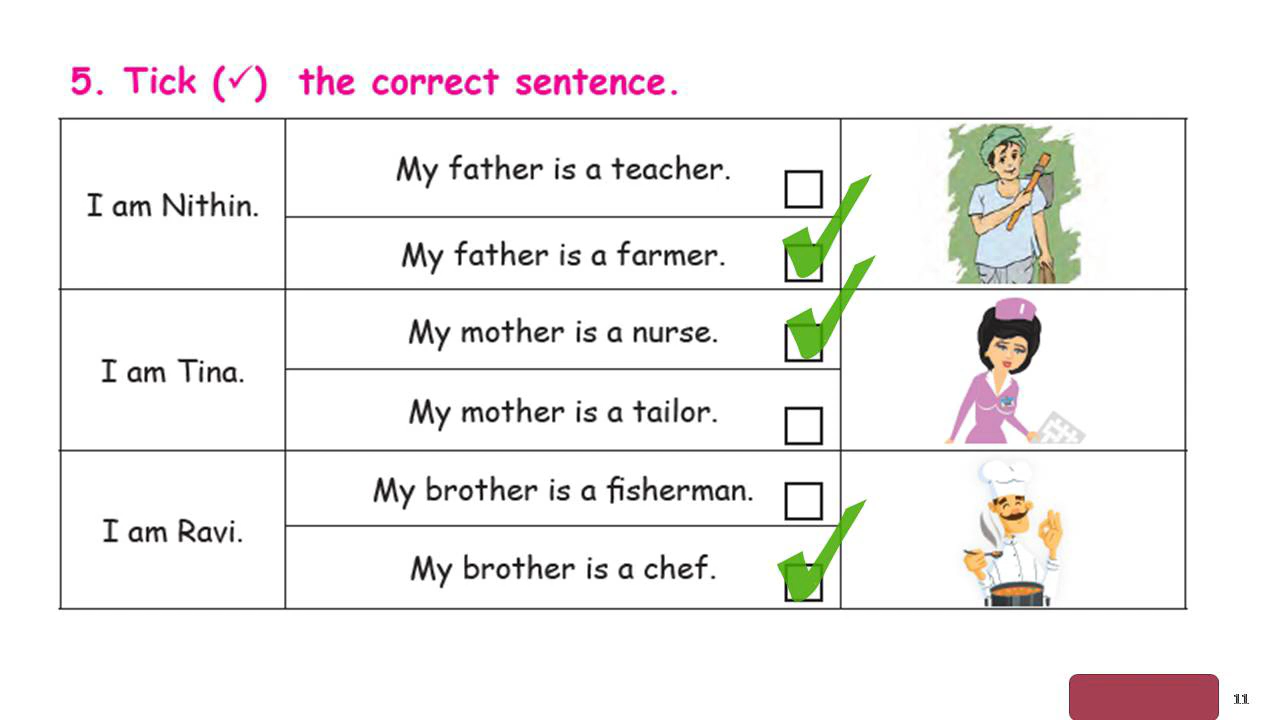 5. Tick (✓) the correct sentence.
I am Nithin.
My father is a teacher.
My father is a farmer.
I am Tina.
My mother is a nurse.
My mother is a tailor.
I am Ravi.
My brother is a fisherman.
My brother is a chef.
11